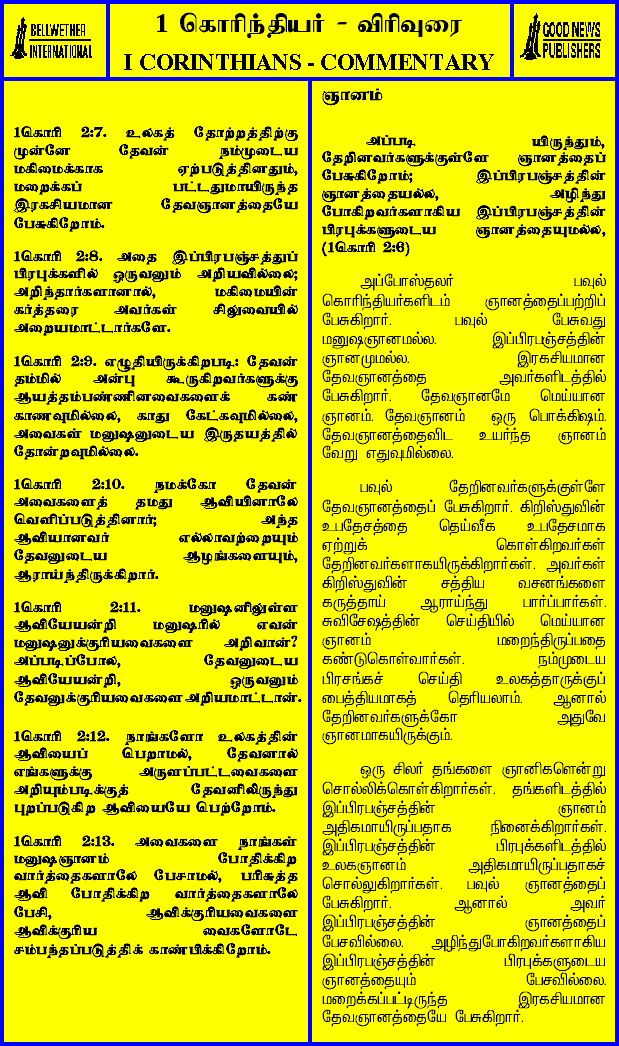 BELLWETHER
INTERNATIONAL
1 கொரிந்தியர் - விரிவுரை
I CORINTHIANS - COMMENTARY
GOOD NEWS
PUBLISHERS
1கொரி 2:7. உலகத் தோற்றத்திற்கு
முன்னே தேவன் நம்முடைய
மகிமைக்காக ஏற்படுத்தினதும்,
மறைக்கப் பட்டதுமாயிருந்த
இரகசியமான தேவஞானத்தையே
பேசுகிறோம்.
1கொரி 2:8. அதை இப்பிரபஞ்சத்துப்
பிரபுக்களில் ஒருவனும் அறியவில்லை;
அறிந்தார்களானால், மகிமையின்
கர்த்தரை அவர்கள் சிலுவையில்
அறையமாட்டார்களே.
1கொரி 2:9. எழுதியிருக்கிறபடி: தேவன்
தம்மில் அன்பு கூருகிறவர்களுக்கு
ஆயத்தம்பண்ணினவைகளைக் கண்
காணவுமில்லை, காது கேட்கவுமில்லை,
அவைகள் மனுஷனுடைய இருதயத்தில்
தோன்றவுமில்லை.
1கொரி 2:10. நமக்கோ தேவன்
அவைகளைத் தமது ஆவியினாலே
வெளிப்படுத்தினார்; அந்த
ஆவியானவர் எல்லாவற்றையும்
தேவனுடைய ஆழங்களையும்,
ஆராய்ந்திருக்கிறார்.
1கொரி 2:11. மனுஷனிலுள்ள
ஆவியேயன்றி மனுஷரில் எவன்
மனுஷனுக்குரியவைகளை அறிவான்?
அப்படிப்போல, தேவனுடைய
ஆவியேயன்றி, ஒருவனும்
தேவனுக்குரியவைகளை அறியமாட்டான்.
1கொரி 2:12. நாங்களோ உலகத்தின்
ஆவியைப் பெறாமல், தேவனால்
எங்களுக்கு அருளப்பட்டவைகளை
அறியும்படிக்குத் தேவனிலிருந்து
புறப்படுகிற ஆவியையே பெற்றோம்.
1கொரி 2:13. அவைகளை நாங்கள்
மனுஷஞானம் போதிக்கிற
வார்த்தைகளாலே பேசாமல், பரிசுத்த
ஆவி போதிக்கிற வார்த்தைகளாலே
பேசி, ஆவிக்குரியவைகளை
ஆவிக்குரிய வைகளோடே
சம்பந்தப்படுத்திக் காண்பிக்கிறோம்.
ஞானம்
அப்படி யிருந்தும்,
தேறினவர்களுக்குள்ளே ஞானத்தைப்
பேசுகிறோம்; இப்பிரபஞ்சத்தின்
ஞானத்தையல்ல, அழிந்து
போகிறவர்களாகிய இப்பிரபஞ்சத்தின்
பிரபுக்களுடைய ஞானத்தையுமல்ல,
(1கொரி 2:6)
அப்போஸ்தலர் பவுல்
கொரிந்தியர்களிடம் ஞானத்தைப்பற்றிப்
பேசுகிறார். பவுல் பேசுவது
மனுஷஞானமல்ல. இப்பிரபஞ்சத்தின்
ஞானமுமல்ல. இரகசியமான
தேவஞானத்தை அவர்களிடத்தில்
பேசுகிறார். தேவஞானமே மெய்யான
ஞானம். தேவஞானம் ஒரு பொக்கிஷம்.
தேவஞானத்தைவிட உயர்ந்த ஞானம்
வேறு எதுவுமில்லை.
பவுல் தேறினவர்களுக்குள்ளே
தேவஞானத்தைப் பேசுகிறார். கிறிஸ்துவின்
உபதேசத்தை தெய்வீக உபதேசமாக
ஏற்றுக் கொள்கிறவர்கள்
தேறினவர்களாகயிருக்கிறார்கள். அவர்கள்
கிறிஸ்துவின் சத்திய வசனங்களை
கருத்தாய் ஆராய்ந்து பார்ப்பார்கள்.
சுவிசேஷத்தின் செய்தியில் மெய்யான
ஞானம் மறைந்திருப்பதை
கண்டுகொள்வார்கள். நம்முடைய
பிரசங்கச் செய்தி உலகத்தாருக்குப்
பைத்தியமாகத் தெரியலாம். ஆனால்
தேறினவர்களுக்கோ அதுவே
ஞானமாகயிருக்கும்.
ஒரு சிலர் தங்களை ஞானிகளென்று
சொல்லிக்கொள்கிறார்கள். தங்களிடத்தில்
இப்பிரபஞ்சத்தின் ஞானம்
அதிகமாயிருப்பதாக நினைக்கிறார்கள்.
இப்பிரபஞ்சத்தின் பிரபுக்களிடத்தில்
உலகஞானம் அதிகமாயிருப்பதாகச்
சொல்லுகிறார்கள். பவுல் ஞானத்தைப்
பேசுகிறார். ஆனால் அவர்
இப்பிரபஞ்சத்தின் ஞானத்தைப்
பேசவில்லை. அழிந்துபோகிறவர்களாகிய
இப்பிரபஞ்சத்தின் பிரபுக்களுடைய
ஞானத்தையும் பேசவில்லை.
மறைக்கப்பட்டிருந்த இரகசியமான
தேவஞானத்தையே பேசுகிறார்.